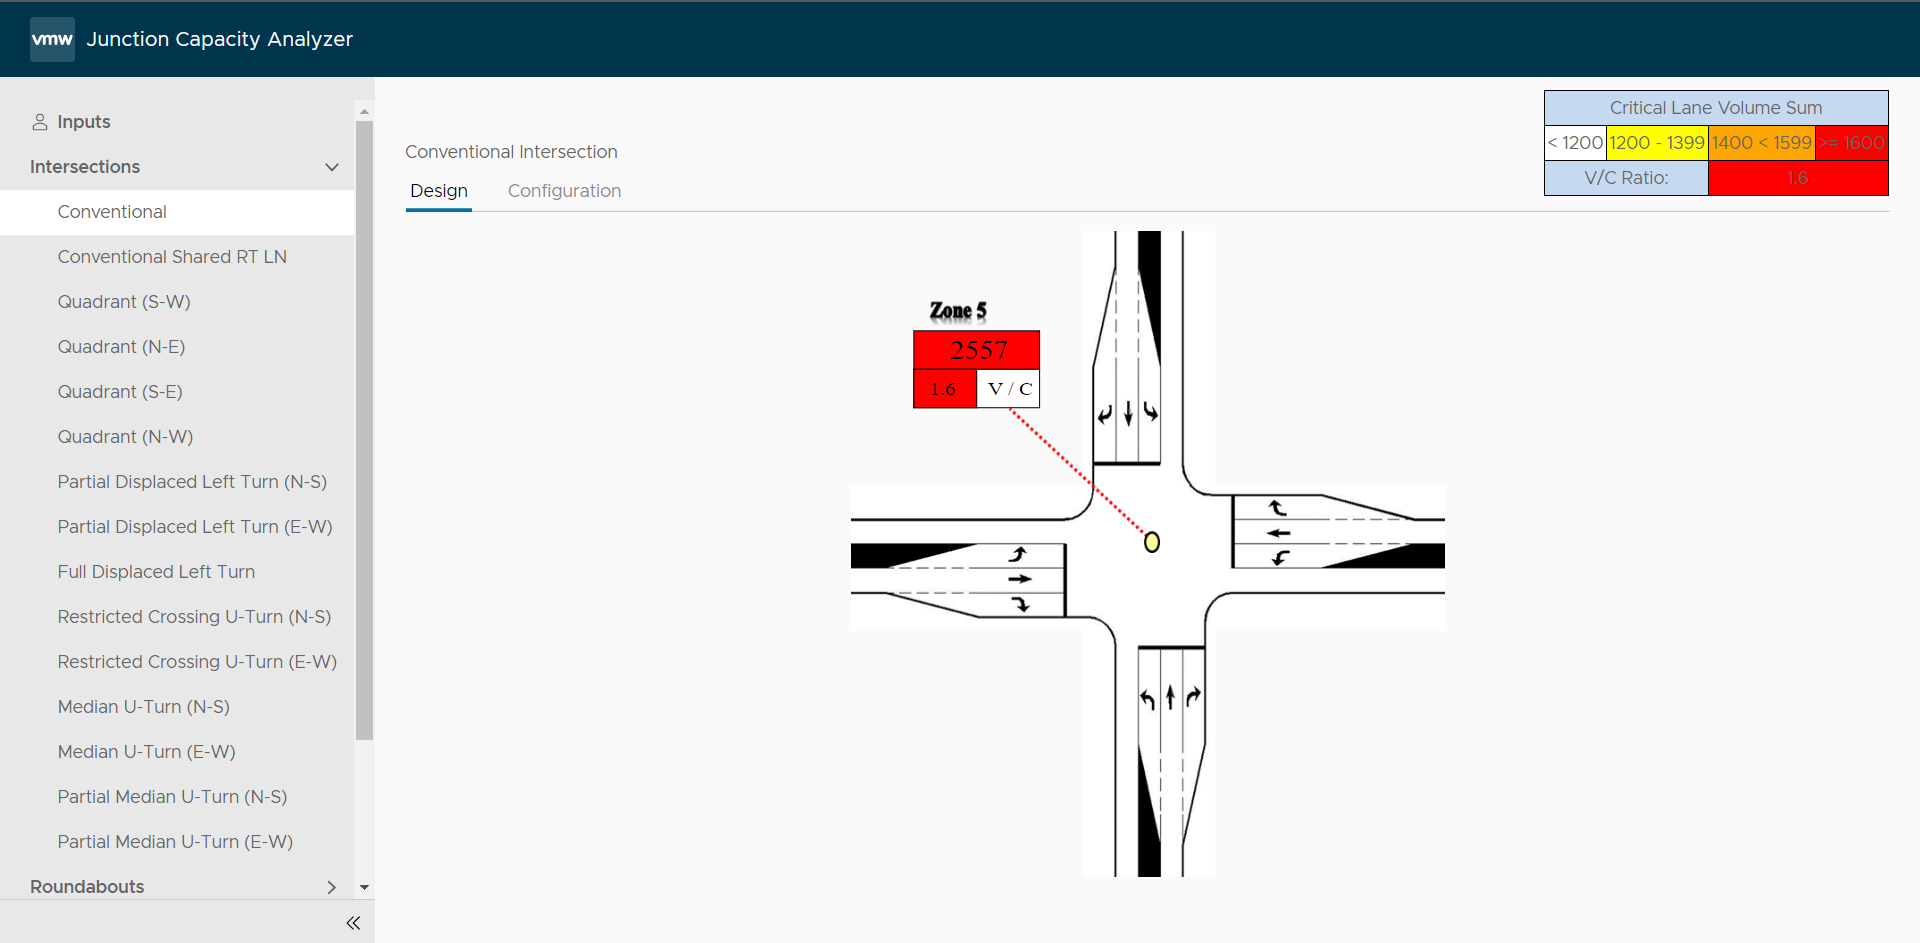 vmw Junction Capacity Analyzer
Inputs
Intersections
Conventional
Conventional Shared RT LN
Quadrant (S-W)
Quadrant (N-E)
Quadrant (S-E)
Quadrant (N-W)
Partial Displaced Left Turn (N-S)
Partial Displaced Left Turn (E-W)
Full Displaced Left Turn
Restricted Crossing U-Turn (N-S)
Restricted Crossing U-Turn (E-W)
Median U-Turn (N-S)
Median U-Turn (E-W)
Partial Median U-Turn (N-S)
Partial Median U-Turn (E-W)
Roundabouts
Conventional Intersection
Design Configuration
Critical Lane Volume Sum
< 1200 1200 - 1399 1400 < 1599 >= 1600
V/C Ratio: 1.6
Zone 5
2557
1.6 V / C